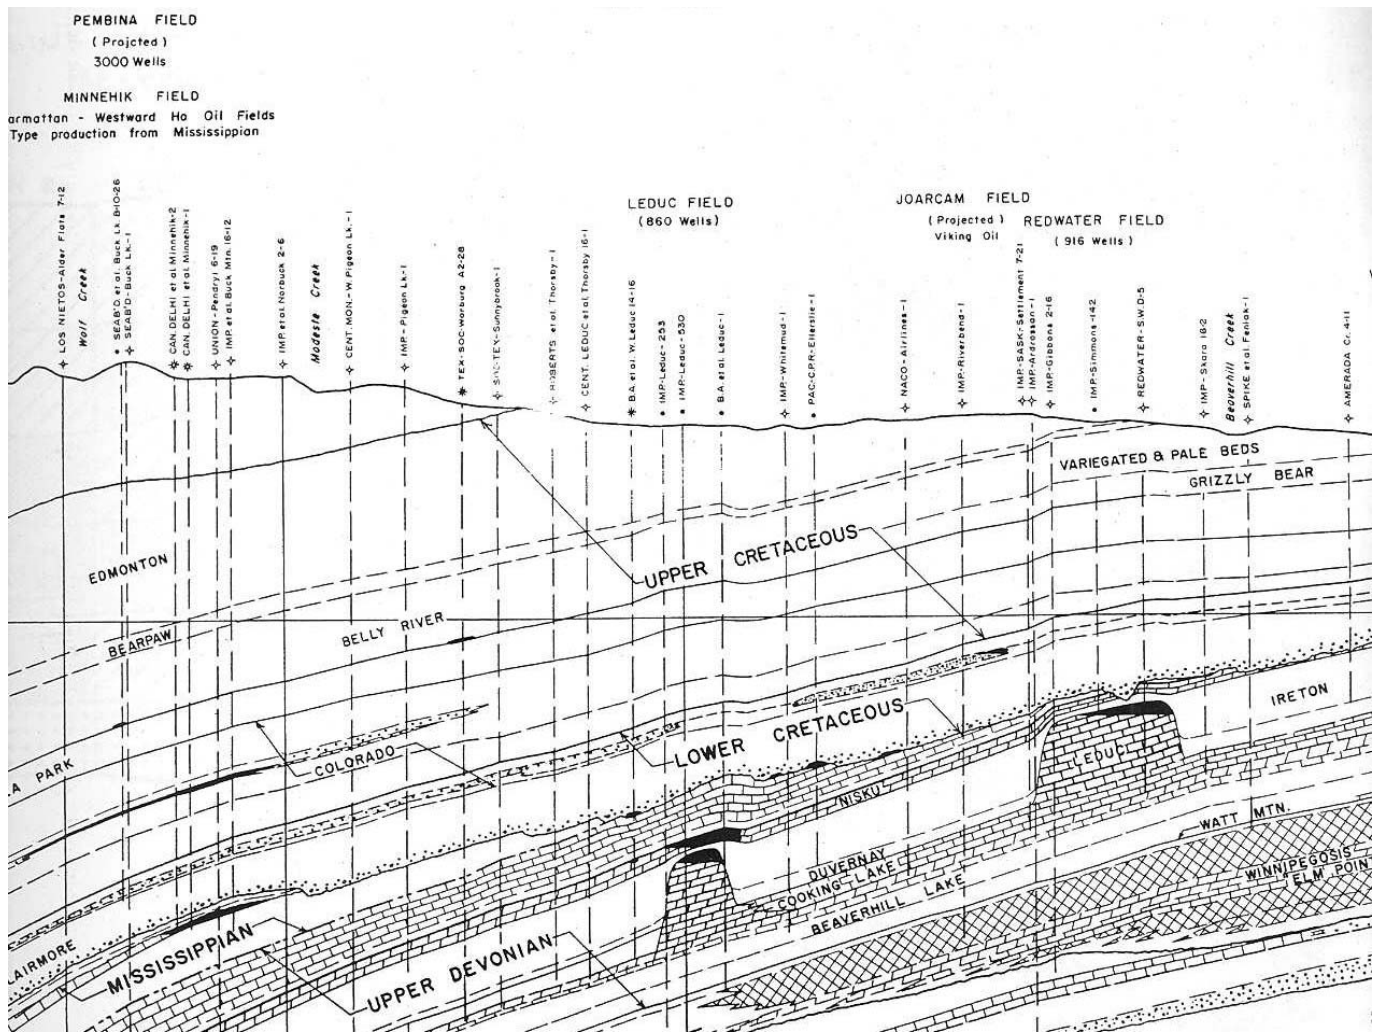 PEMBINA FIELD
( Projcted )
3000 Wells
MINNEHIK FIELD
armattan - Westward Ho Oil Fields
Type production from Mississippian
LEDUC FIELD
(860 Wells)
JOARCAM FIELD
(Projected)
Viking Oil
REDWATER FIELD
( 916 Wells )
LOS NIETOS-Alder Flats 7-12
Wolf Creek
SEAB'D. et al. Buck Lk. B-10-26
SEAB'D-Buck Lk.-1
CAN. DELHI et al Minnehik-2
CAN. DELHI et al. Minnehik-1
UNION-Pendryl 6-19
IMP. et al. Buck Mtn. 16-12
IMP. et al. Norbuck 2-6
Modeste Creek
CENT. MON.-W. Pigeon Lk.-1
IMP.-Pigeon Lk.-1
TEX-SOC-Warburg A2-28
SOC-TEX-Sunnybrook-1
ROBERTS et al. Thorsby-1
CENT. LEDUC et al Thorsby 16-1
B.A. et al. W. Leduc 14-16
IMP.-Leduc-253
IMP.-Leduc-530
B.A. et al. Leduc-1
IMP.-Whitemud-1
PAC-C.P.R-Ellerslie-1
NACO-Airlines-1
IMP.-Riverbend-1
IMP.-SASK.-Settlement 7-21
IMP.-Ardrossan-1
IMP.-Gibbons 2-16
IMP.-Simmons-142
REDWATER-S.W.D-5
IMP-Skaro 16-2
Beaverhill Creek
SPIKE et al Fenlak-1
AMERADA Cr. 4-11
VARIEGATED & PALE BEDS
GRIZZLY BEAR
UPPER CRETACEOUS
EDMONTON
BEARPAW
BELLY RIVER
A PARK
COLORADO
LOWER CRETACEOUS
IRETON
LEDUC
NISKU
WATT MTN.
DUVERNAY
COOKING LAKE
BEAVERHILL LAKE
WINNIPEGOSIS
ELM POIN
AIRMORE
MISSISSIPPIAN
UPPER DEVONIAN